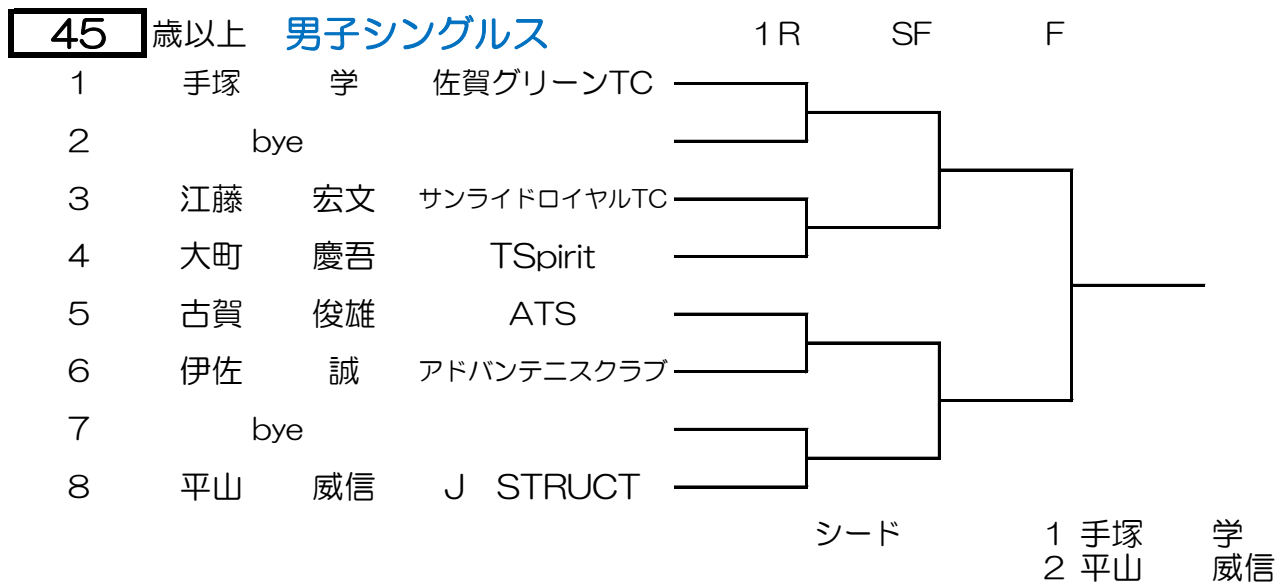 45 歳以上 男子シングルス 1R SF F
1 手塚 学 佐賀グリーンTC
2 bye
3 江藤 宏文 サンライドロイヤルTC
4 大町 慶吾 TSpirit
5 古賀 俊雄 ATS
6 伊佐 誠 アドバンテニスクラブ
7 bye
8 平山 威信 J STRUCT
シード 1 手塚 学
2 平山 威信